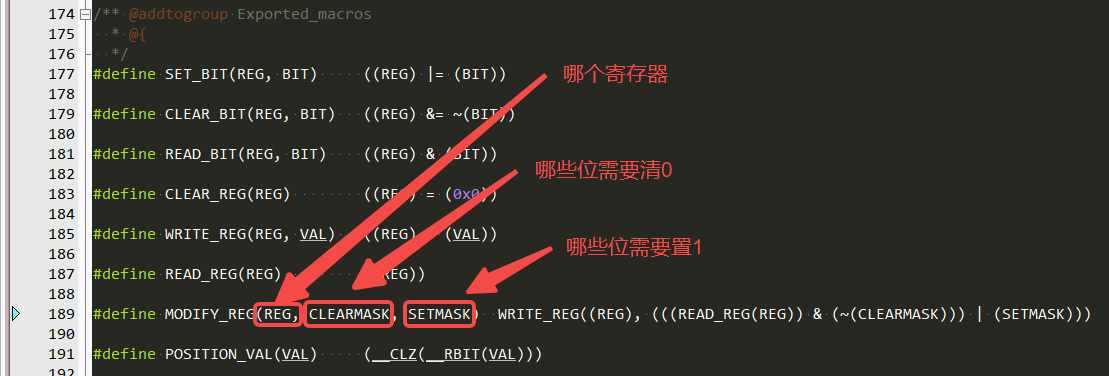 174 /** @addtogroup Exported_macros
175 * @{
176 */
177 #define SET_BIT(REG, BIT) ((REG) |= (BIT))
178
179 #define CLEAR_BIT(REG, BIT) ((REG) &= ~(BIT))
180
181 #define READ_BIT(REG, BIT) ((REG) & (BIT))
182
183 #define CLEAR_REG(REG) ((REG) = (0x0))
184
185 #define WRITE_REG(REG, VAL) ((REG) (VAL))
186
187 #define READ_REG(REG) REG))
188
189 #define MODIFY_REG(REG, CLEARMASK, SETMASK) WRITE_REG((REG), (((READ_REG(REG)) & (~(CLEARMASK))) | (SETMASK)))
190
191 #define POSITION_VAL(VAL) (__CLZ(__RBIT(VAL)))
192
哪个寄存器
哪些位需要清0
哪些位需要置1